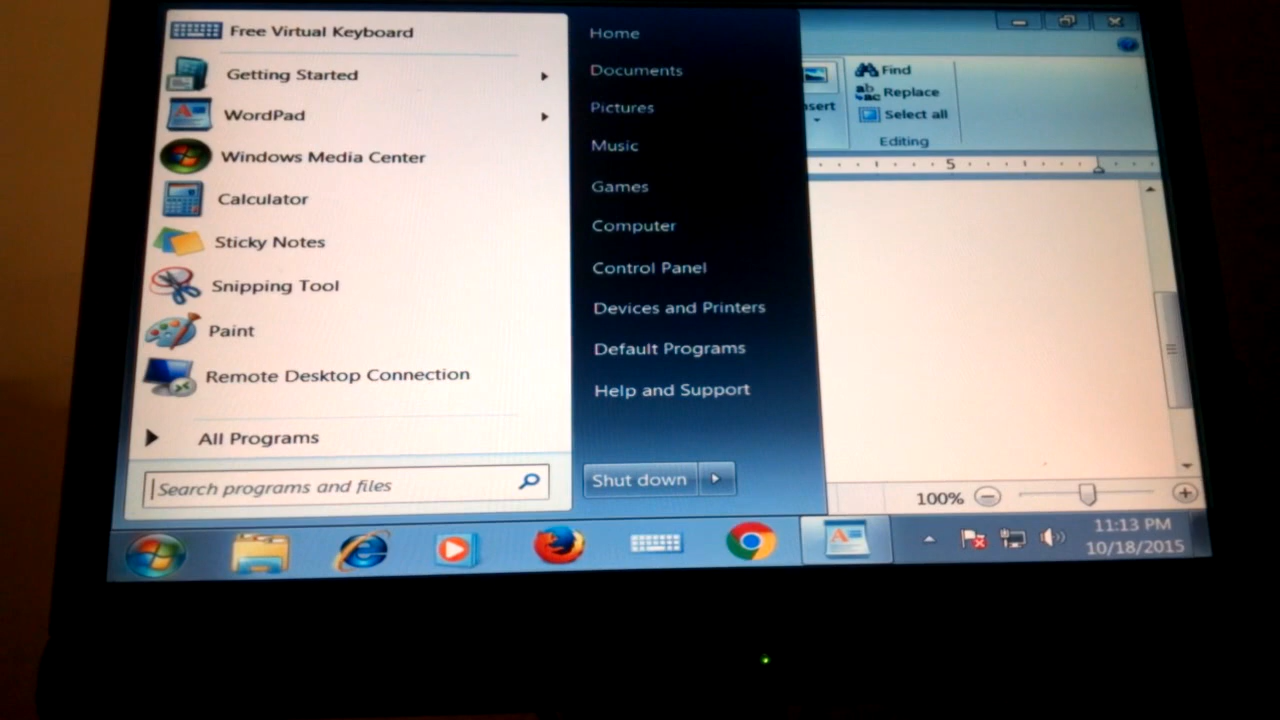 Free Virtual Keyboard
Getting Started
WordPad
Windows Media Center
Calculator
Sticky Notes
Snipping Tool
Paint
Remote Desktop Connection
All Programs
Search programs and files
Home
Documents
Pictures
Music
Games
Computer
Control Panel
Devices and Printers
Default Programs
Help and Support
Shut down
nsert
Find
ab
ac
Replace
Select all
Editing
5
100%
11:13 PM
10/18/2015